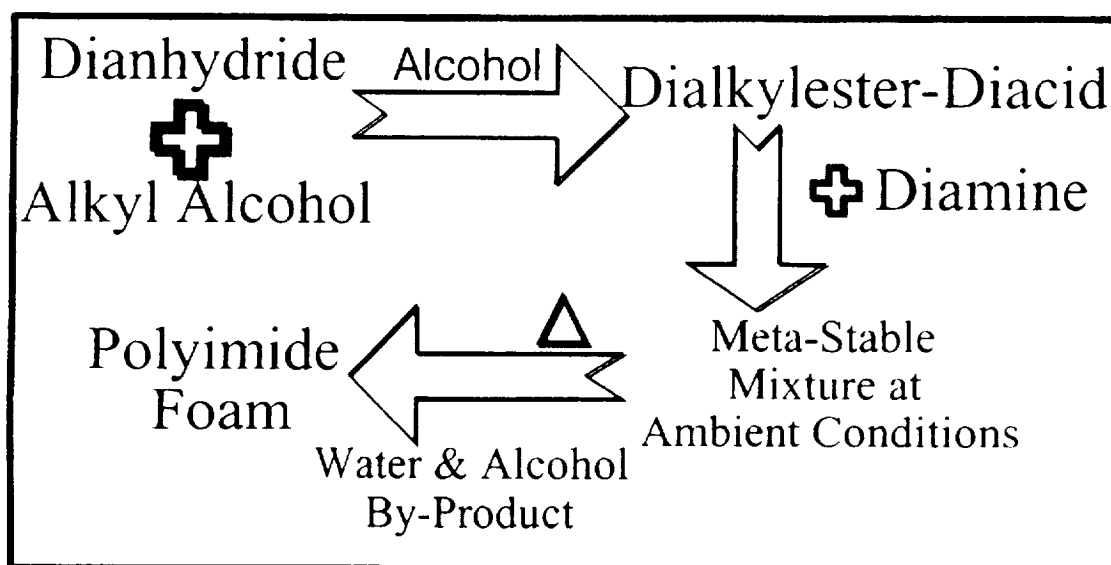 Dianhydride
Alkyl Alcohol
Alcohol
Dialkylester-Diacid
Diamine
Meta-Stable
Mixture at
Ambient Conditions
Polyimide
Foam
Water & Alcohol
By-Product